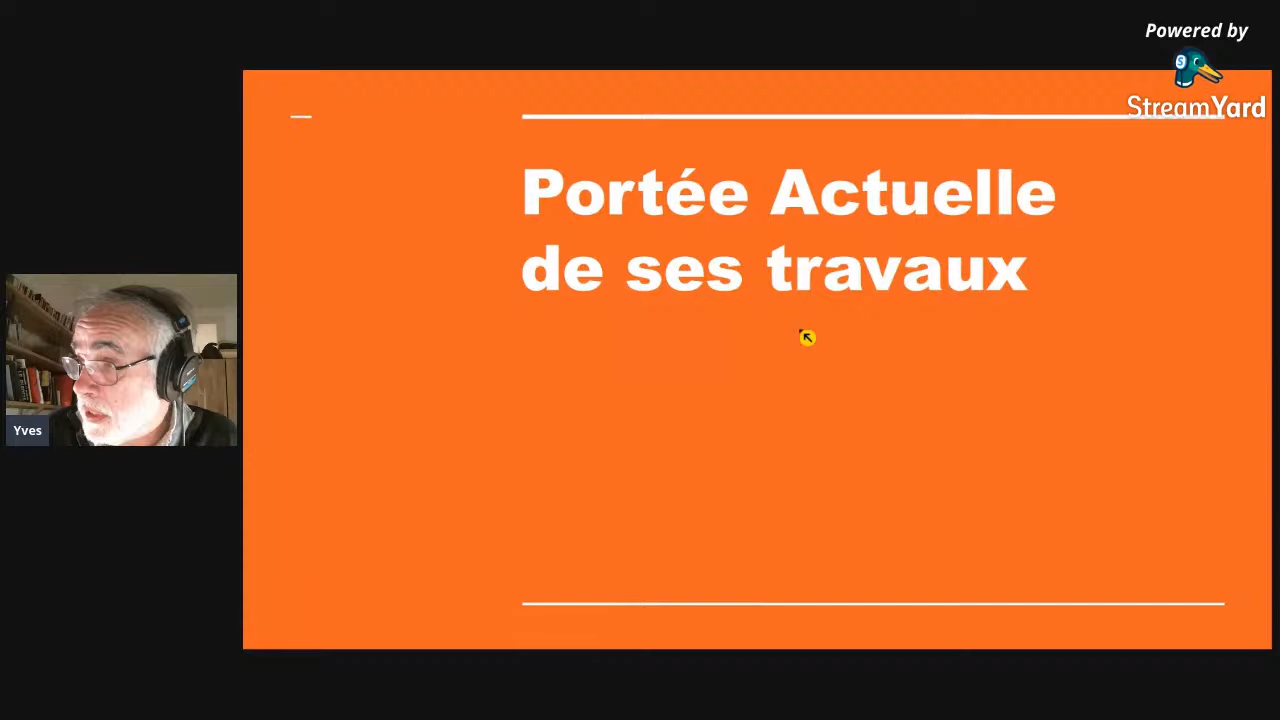 Powered by
StreamYard
Portée Actuelle
de ses travaux
Yves